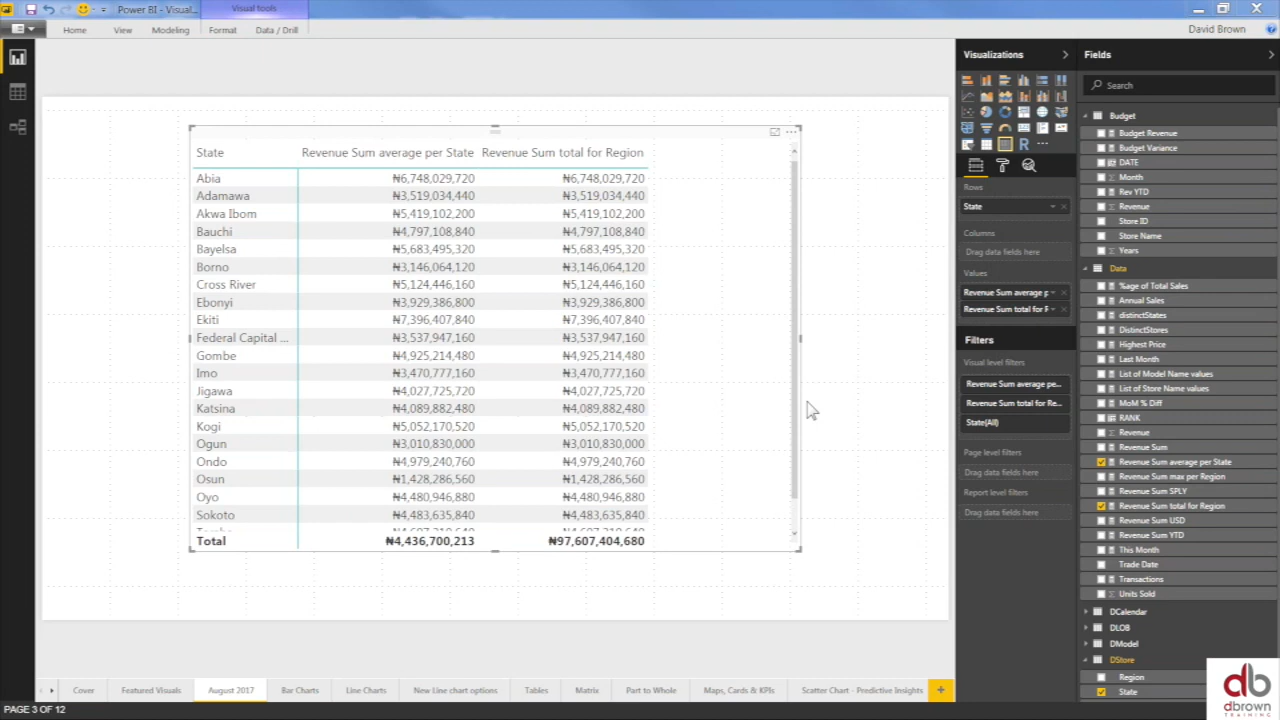 Power BI - Visual...
Visual tools
Home
View
Modeling
Format
Data / Drill
David Brown
State
Revenue Sum average per State
Revenue Sum total for Region
Abia ₦6,748,029,720 ₦6,748,029,720
Adamawa ₦3,519,034,440 ₦3,519,034,440
Akwa Ibom ₦5,419,102,200 ₦5,419,102,200
Bauchi ₦4,797,108,840 ₦4,797,108,840
Bayelsa ₦5,683,495,320 ₦5,683,495,320
Borno ₦3,146,064,120 ₦3,146,064,120
Cross River ₦5,124,446,160 ₦5,124,446,160
Ebonyi ₦3,929,386,800 ₦3,929,386,800
Ekiti ₦7,396,407,840 ₦7,396,407,840
Federal Capital ... ₦3,537,947,160 ₦3,537,947,160
Gombe ₦4,925,214,480 ₦4,925,214,480
Imo ₦3,470,777,160 ₦3,470,777,160
Jigawa ₦4,027,725,720 ₦4,027,725,720
Katsina ₦4,089,882,480 ₦4,089,882,480
Kogi ₦5,052,170,520 ₦5,052,170,520
Ogun ₦3,010,830,000 ₦3,010,830,000
Ondo ₦4,979,240,760 ₦4,979,240,760
Osun ₦1,428,286,560 ₦1,428,286,560
Oyo ₦4,480,946,880 ₦4,480,946,880
Sokoto ₦4,483,635,840 ₦4,483,635,840
Total ₦4,436,700,213 ₦97,607,404,680
Visualizations
R
Rows
State
Columns
Drag data fields here
Values
Revenue Sum average p
Revenue Sum total for R
Filters
Visual level filters
Revenue Sum average pe...
Revenue Sum total for Re...
State(All)
Page level filters
Drag data fields here
Report level filters
Drag data fields here
Fields
Search
Budget
Budget Revenue
Budget Variance
DATE
Month
Rev YTD
Revenue
Store ID
Store Name
Years
Data
%age of Total Sales
Annual Sales
distinctStates
DistinctStores
Highest Price
Last Month
List of Model Name values
List of Store Name values
MoM % Diff
RANK
Revenue
Revenue Sum
Revenue Sum average per State
Revenue Sum max per Region
Revenue Sum SPLY
Revenue Sum total for Region
Revenue Sum USD
Revenue Sum YTD
This Month
Trade Date
Transactions
Units Sold
DCalendar
DLOB
DModel
DStore
Region
State
Cover
Featured Visuals
August 2017
Bar Charts
Line Charts
New Line chart options
Tables
Matrix
Part to Whole
Maps, Cards & KPIs
Scatter Chart - Predictive Insights
+
PAGE 3 OF 12
db
dbrown
TRAINING